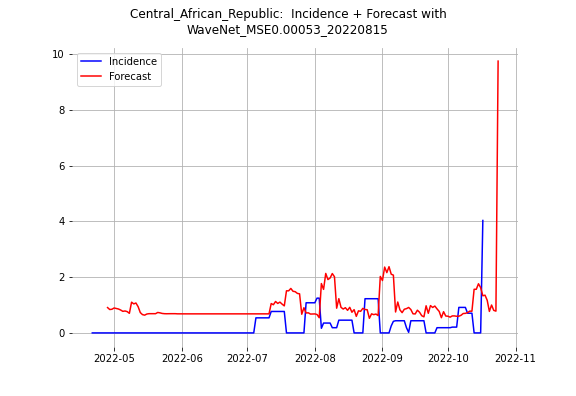 Central_African_Republic:  Incidence + Forecast with
WaveNet_MSE0.00053_20220815
Incidence
Forecast
10
8
6
4
2
0
2022-05 2022-06 2022-07 2022-08 2022-09 2022-10 2022-11